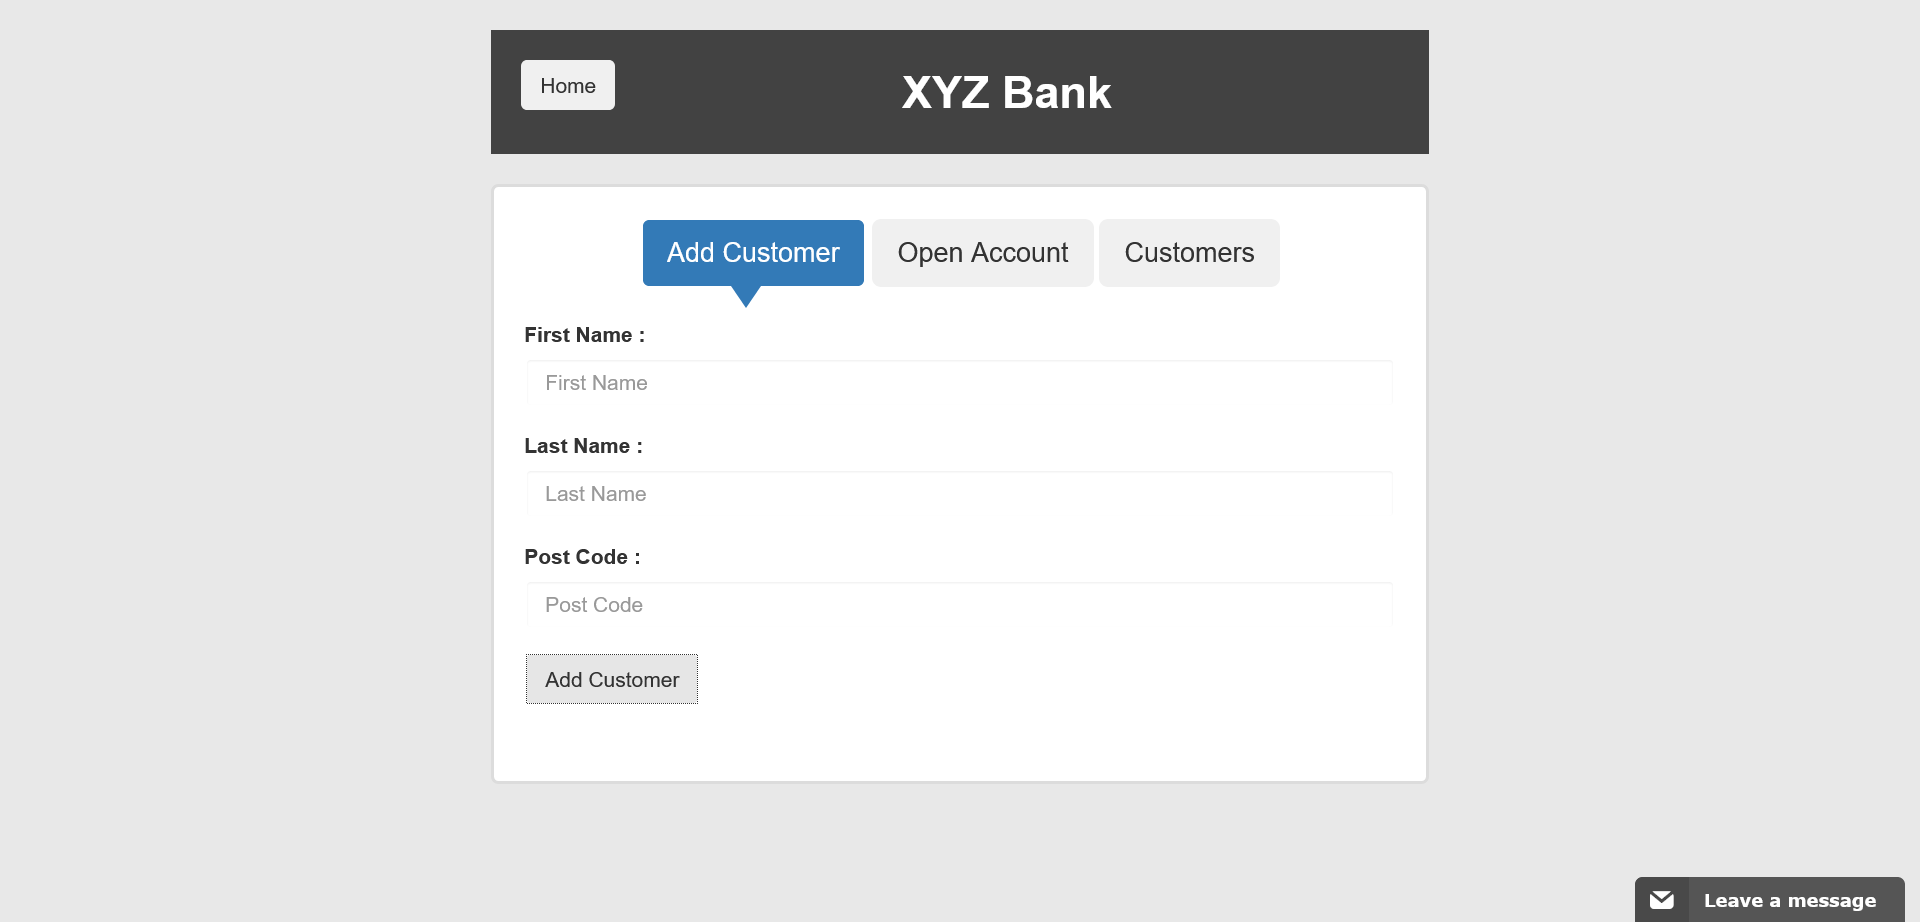 Home
XYZ Bank
Add Customer
Open Account
Customers
First Name :
First Name
Last Name :
Last Name
Post Code :
Post Code
Add Customer
Leave a message